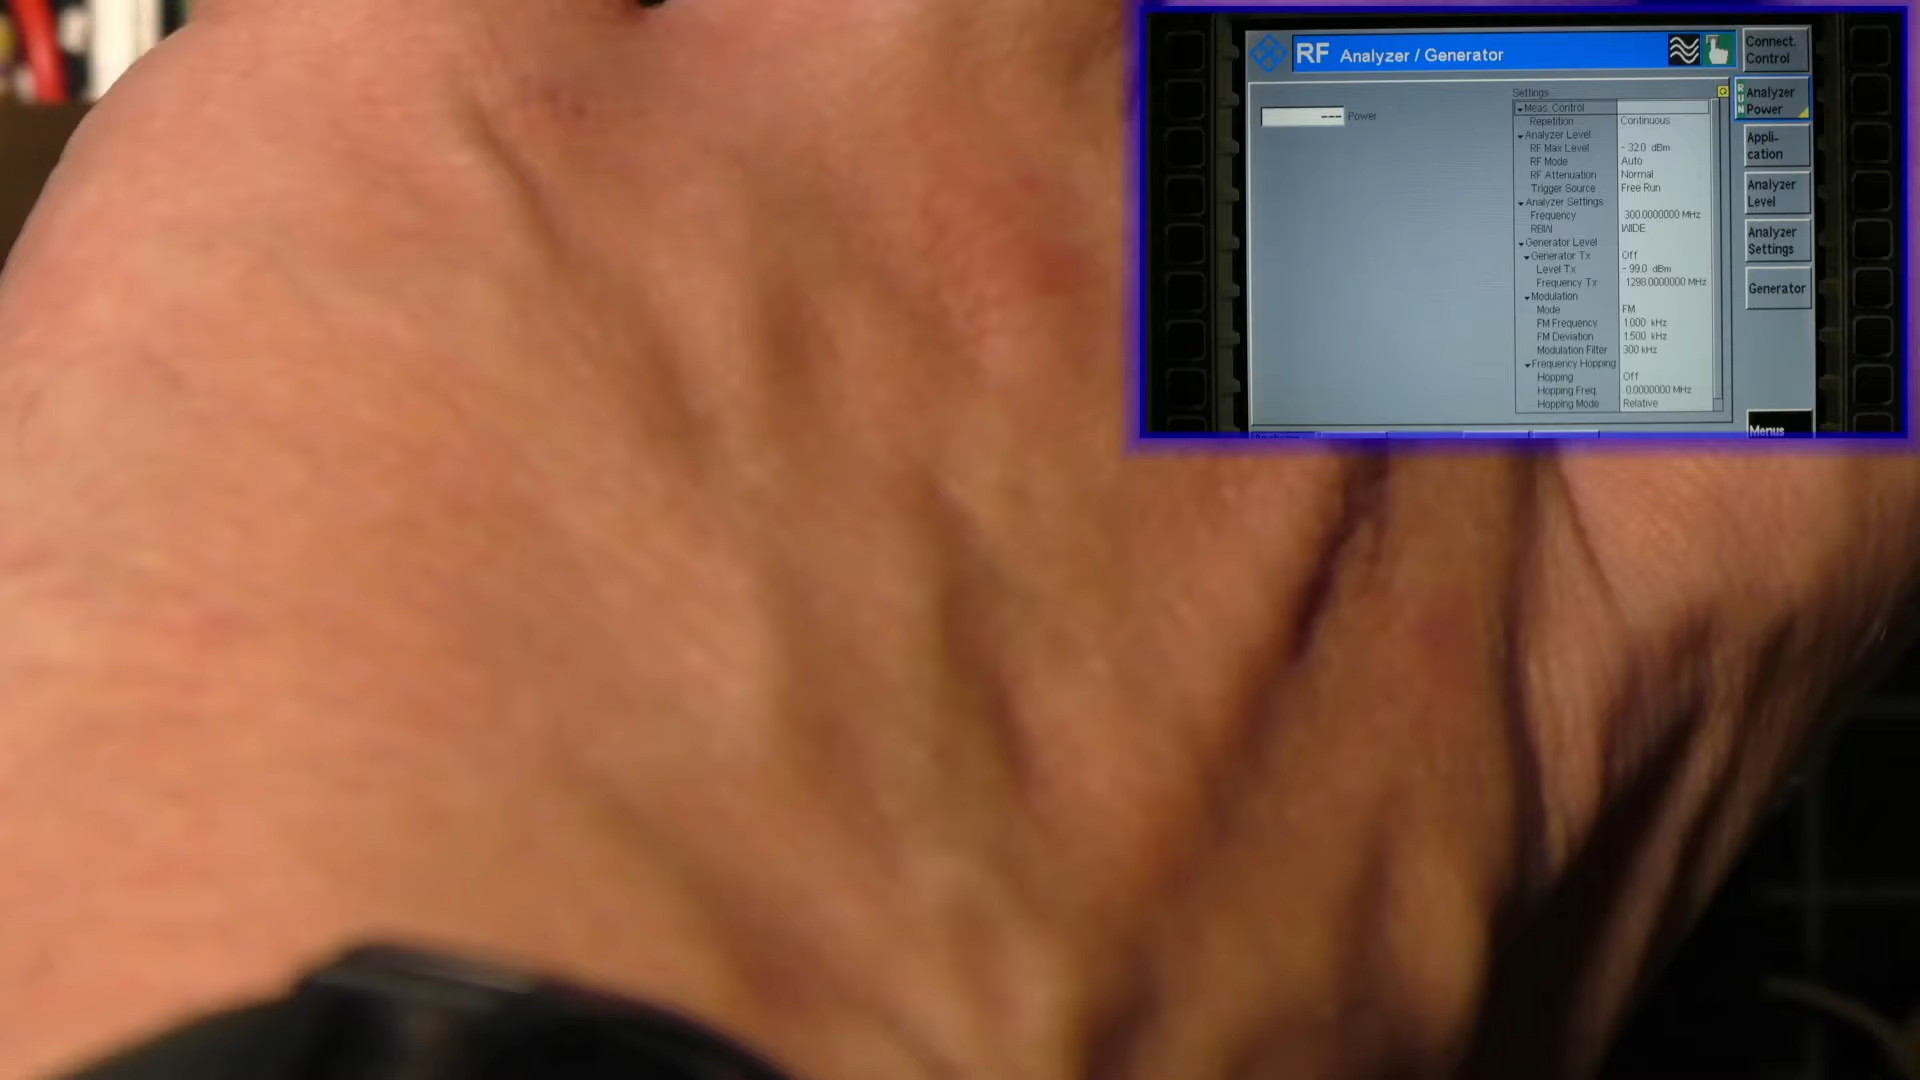 RF Analyzer / Generator
Connect. Control
RUN Analyzer Power
Appli- cation
Analyzer Level
Analyzer Settings
Generator
Menus
--- Power
Settings
Meas. Control
Repetition Continuous
Analyzer Level
RF Max Level - 32.0 dBm
RF Mode Auto
RF Attenuation Normal
Trigger Source Free Run
Analyzer Settings
Frequency 300.0000000 MHz
RBW WIDE
Generator Level
Generator Tx Off
Level Tx - 99.0 dBm
Frequency Tx 1298.0000000 MHz
Modulation
Mode FM
FM Frequency 1.000 kHz
FM Deviation 1.500 kHz
Modulation Filter 300 kHz
Frequency Hopping
Hopping Off
Hopping Freq. 0.0000000 MHz
Hopping Mode Relative